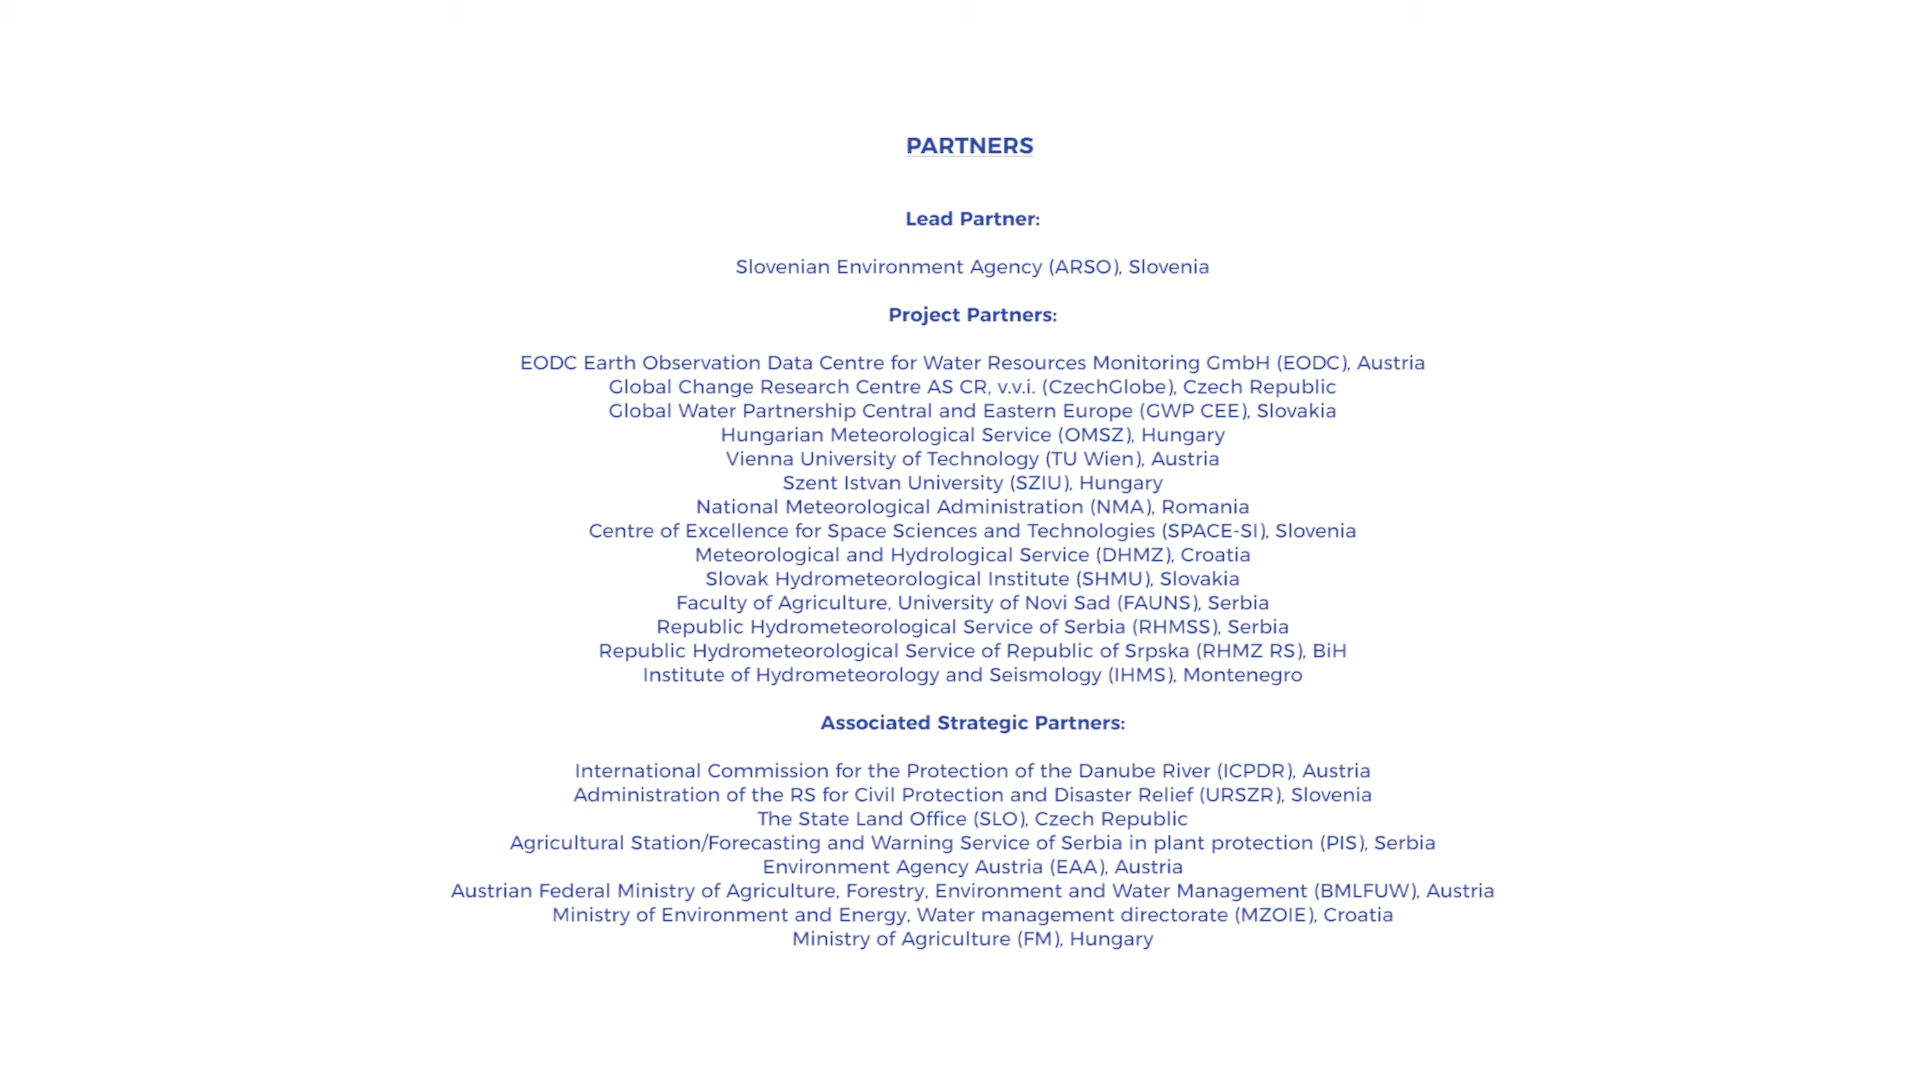 PARTNERS
Lead Partner:
Slovenian Environment Agency (ARSO), Slovenia
Project Partners:
EODC Earth Observation Data Centre for Water Resources Monitoring GmbH (EODC), Austria
Global Change Research Centre AS CR, v.v.i. (CzechGlobe), Czech Republic
Global Water Partnership Central and Eastern Europe (GWP CEE), Slovakia
Hungarian Meteorological Service (OMSZ), Hungary
Vienna University of Technology (TU Wien), Austria
Szent Istvan University (SZIU), Hungary
National Meteorological Administration (NMA), Romania
Centre of Excellence for Space Sciences and Technologies (SPACE-SI), Slovenia
Meteorological and Hydrological Service (DHMZ), Croatia
Slovak Hydrometeorological Institute (SHMU), Slovakia
Faculty of Agriculture, University of Novi Sad (FAUNS), Serbia
Republic Hydrometeorological Service of Serbia (RHMSS), Serbia
Republic Hydrometeorological Service of Republic of Srpska (RHMZ RS), BiH
Institute of Hydrometeorology and Seismology (IHMS), Montenegro
Associated Strategic Partners:
International Commission for the Protection of the Danube River (ICPDR), Austria
Administration of the RS for Civil Protection and Disaster Relief (URSZR), Slovenia
The State Land Office (SLO), Czech Republic
Agricultural Station/Forecasting and Warning Service of Serbia in plant protection (PIS), Serbia
Environment Agency Austria (EAA), Austria
Austrian Federal Ministry of Agriculture, Forestry, Environment and Water Management (BMLFUW), Austria
Ministry of Environment and Energy, Water management directorate (MZOIE), Croatia
Ministry of Agriculture (FM), Hungary